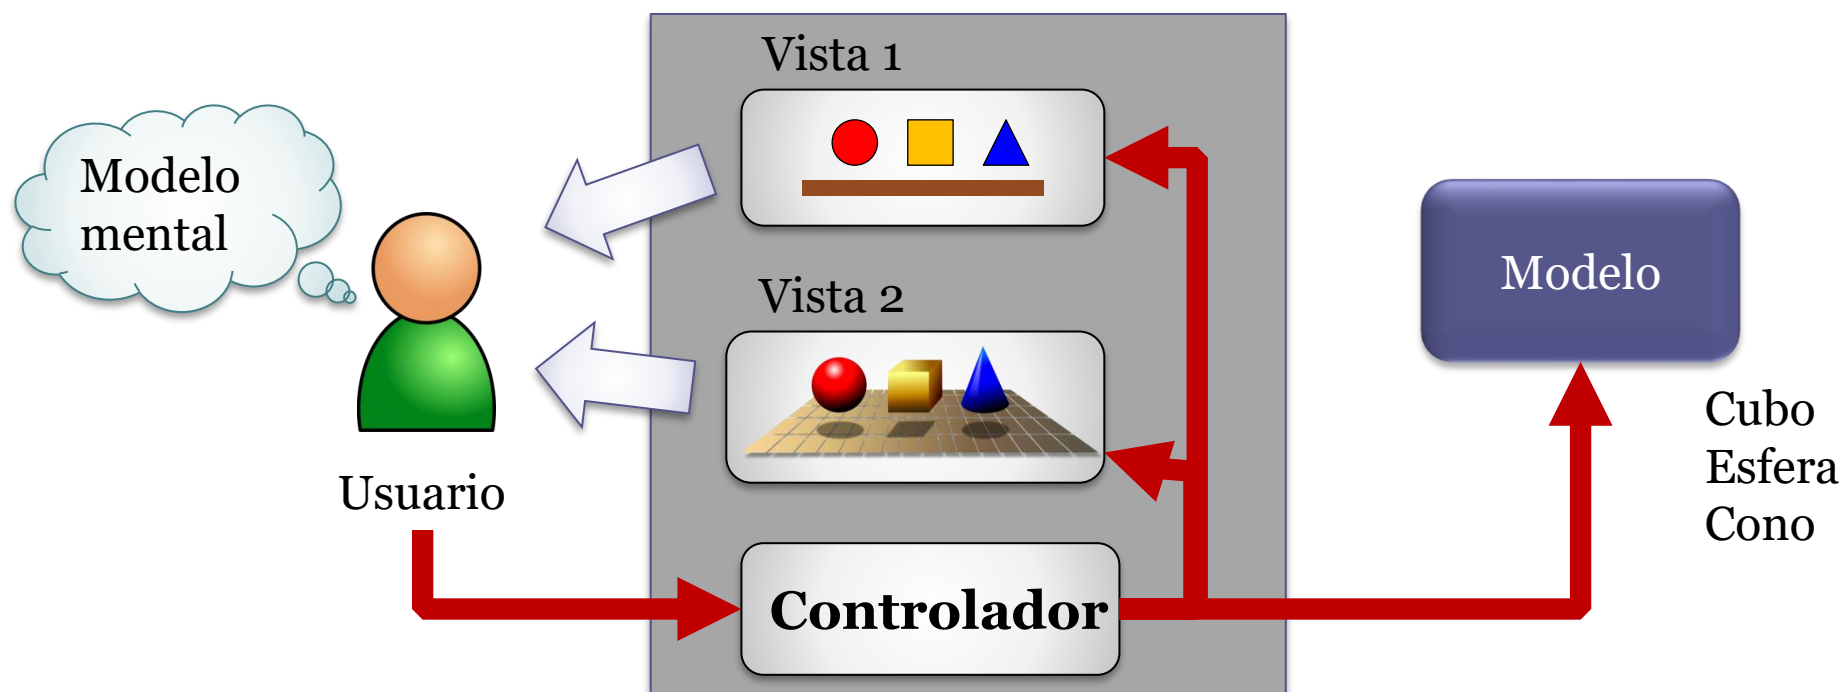 Vista 1
Modelo
mental
Vista 2
Usuario
Controlador
Modelo
Cubo
Esfera
Cono